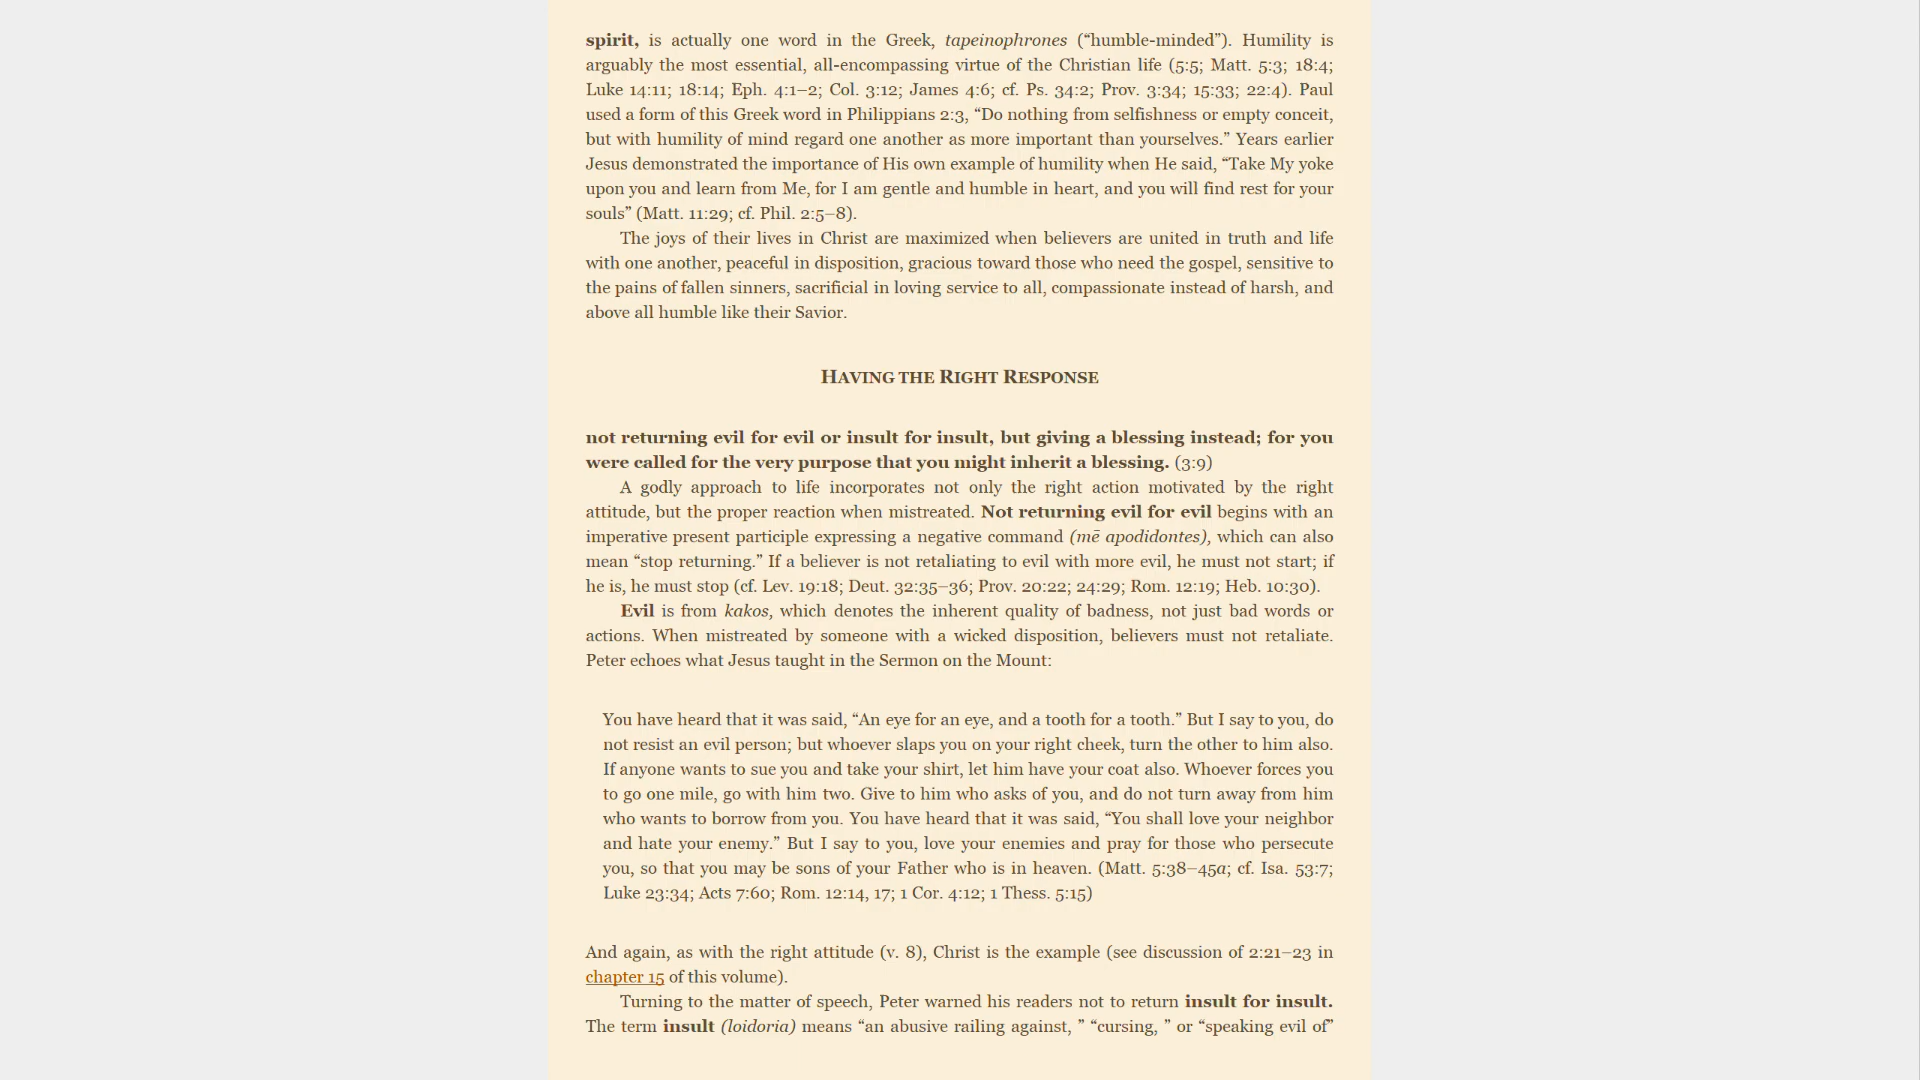 spirit, is actually one word in the Greek, tapeinophrones (“humble-minded”). Humility is
arguably the most essential, all-encompassing virtue of the Christian life (5:5; Matt. 5:3; 18:4;
Luke 14:11; 18:14; Eph. 4:1–2; Col. 3:12; James 4:6; cf. Ps. 34:2; Prov. 3:34; 15:33; 22:4). Paul
used a form of this Greek word in Philippians 2:3, “Do nothing from selfishness or empty conceit,
but with humility of mind regard one another as more important than yourselves.” Years earlier
Jesus demonstrated the importance of His own example of humility when He said, “Take My yoke
upon you and learn from Me, for I am gentle and humble in heart, and you will find rest for your
souls” (Matt. 11:29; cf. Phil. 2:5–8).
The joys of their lives in Christ are maximized when believers are united in truth and life
with one another, peaceful in disposition, gracious toward those who need the gospel, sensitive to
the pains of fallen sinners, sacrificial in loving service to all, compassionate instead of harsh, and
above all humble like their Savior.
HAVING THE RIGHT RESPONSE
not returning evil for evil or insult for insult, but giving a blessing instead; for you
were called for the very purpose that you might inherit a blessing. (3:9)
A godly approach to life incorporates not only the right action motivated by the right
attitude, but the proper reaction when mistreated. Not returning evil for evil begins with an
imperative present participle expressing a negative command (mē apodidontes), which can also
mean “stop returning.” If a believer is not retaliating to evil with more evil, he must not start; if
he is, he must stop (cf. Lev. 19:18; Deut. 32:35–36; Prov. 20:22; 24:29; Rom. 12:19; Heb. 10:30).
Evil is from kakos, which denotes the inherent quality of badness, not just bad words or
actions. When mistreated by someone with a wicked disposition, believers must not retaliate.
Peter echoes what Jesus taught in the Sermon on the Mount:
You have heard that it was said, “An eye for an eye, and a tooth for a tooth.” But I say to you, do
not resist an evil person; but whoever slaps you on your right cheek, turn the other to him also.
If anyone wants to sue you and take your shirt, let him have your coat also. Whoever forces you
to go one mile, go with him two. Give to him who asks of you, and do not turn away from him
who wants to borrow from you. You have heard that it was said, “You shall love your neighbor
and hate your enemy.” But I say to you, love your enemies and pray for those who persecute
you, so that you may be sons of your Father who is in heaven. (Matt. 5:38–45a; cf. Isa. 53:7;
Luke 23:34; Acts 7:60; Rom. 12:14, 17; 1 Cor. 4:12; 1 Thess. 5:15)
And again, as with the right attitude (v. 8), Christ is the example (see discussion of 2:21–23 in
chapter 15 of this volume).
Turning to the matter of speech, Peter warned his readers not to return insult for insult.
The term insult (loidoria) means “an abusive railing against, ” “cursing, ” or “speaking evil of”